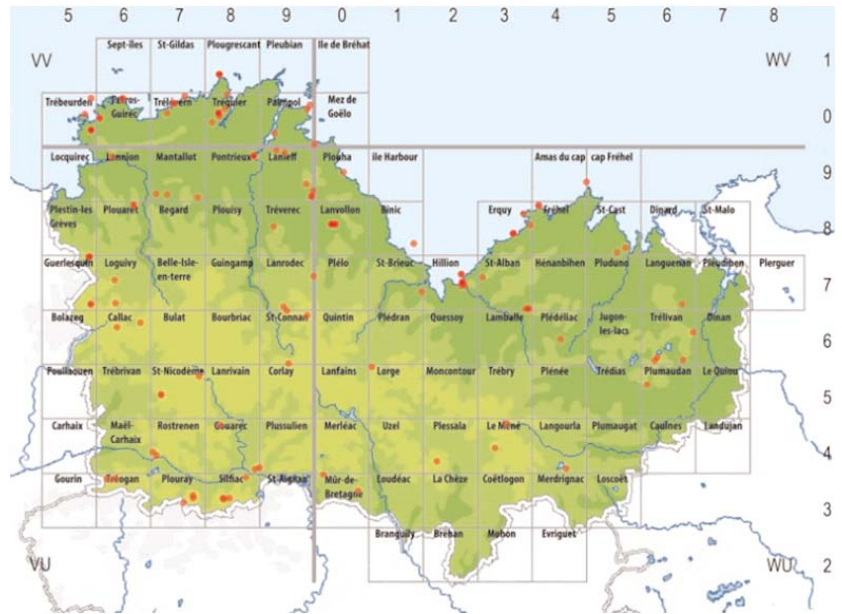 5 6 7 8 9 0 1 2 3 4 5 6 7 8
Sept-îles St-Gildas Plougrescant Pleubian Ile de Bréhat
VV WV 1
Trébeurden Perros- Trélévern Tréguier Paimpol Mez de
Guirec Goëlo 0
Locquirec Lannion Mantallot Pontrieux Lanleff Plouha île Harbour Amas du cap cap Fréhel
9
Plestin-les Plouaret Begard Plouisy Tréverec Lanvollon Binic Erquy Fréhel St-Cast Dinard St-Malo
Grèves 8
Guerlesquin Loguivy Belle-Isle- Guingamp Lanrodec Plélo St-Brieuc Hillion St-Alban Hénanbihen Pluduno Languenan Pleudihen Plerguer
en-terre 7
Bolazeg Callac Bulat Bourbriac St-Connan Quintin Plédran Quessoy Lamballe Plédéliac Jugon- Trélivan Dinan
les-lacs 6
Poullaouen Trébrivan St-Nicodème Lanrivain Corlay Lanfains Lorge Moncontour Trébry Plénée Trédias Plumaudan Le Quiou
5
Carhaix Maël- Rostrenen Gouarec Plussulien Merléac Uzel Plessala Le Mené Langourla Plumaugat Caulnes Landujan
Carhaix 4
Gourin Tréogan Plouray Silfiac St-Aignan Mûr-de- Loudéac La Chèze Coëtlogon Merdrignac Loscoët
Bretagne 3
Branguily Bréhan Mohon Evriguet
VU WU 2